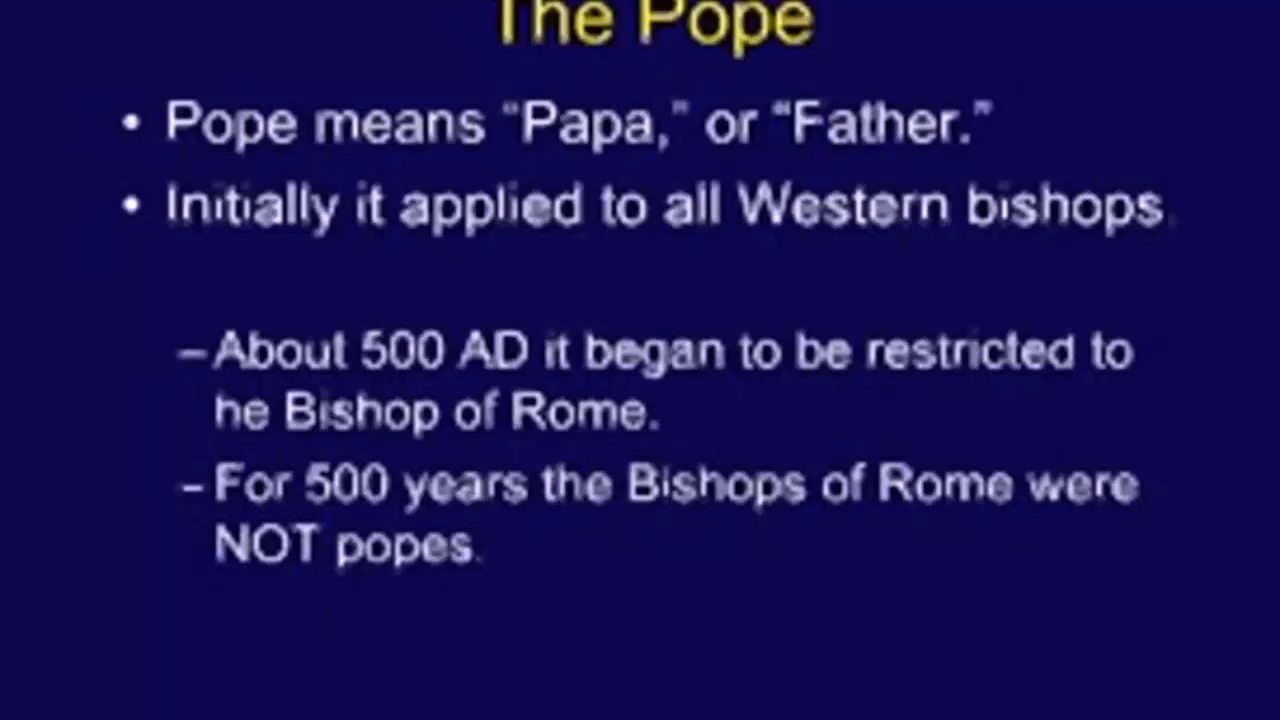 The Pope
• Pope means “Papa,” or “Father.”
• Initially it applied to all Western bishops.
– About 500 AD it began to be restricted to
he Bishop of Rome.
– For 500 years the Bishops of Rome were
NOT popes.